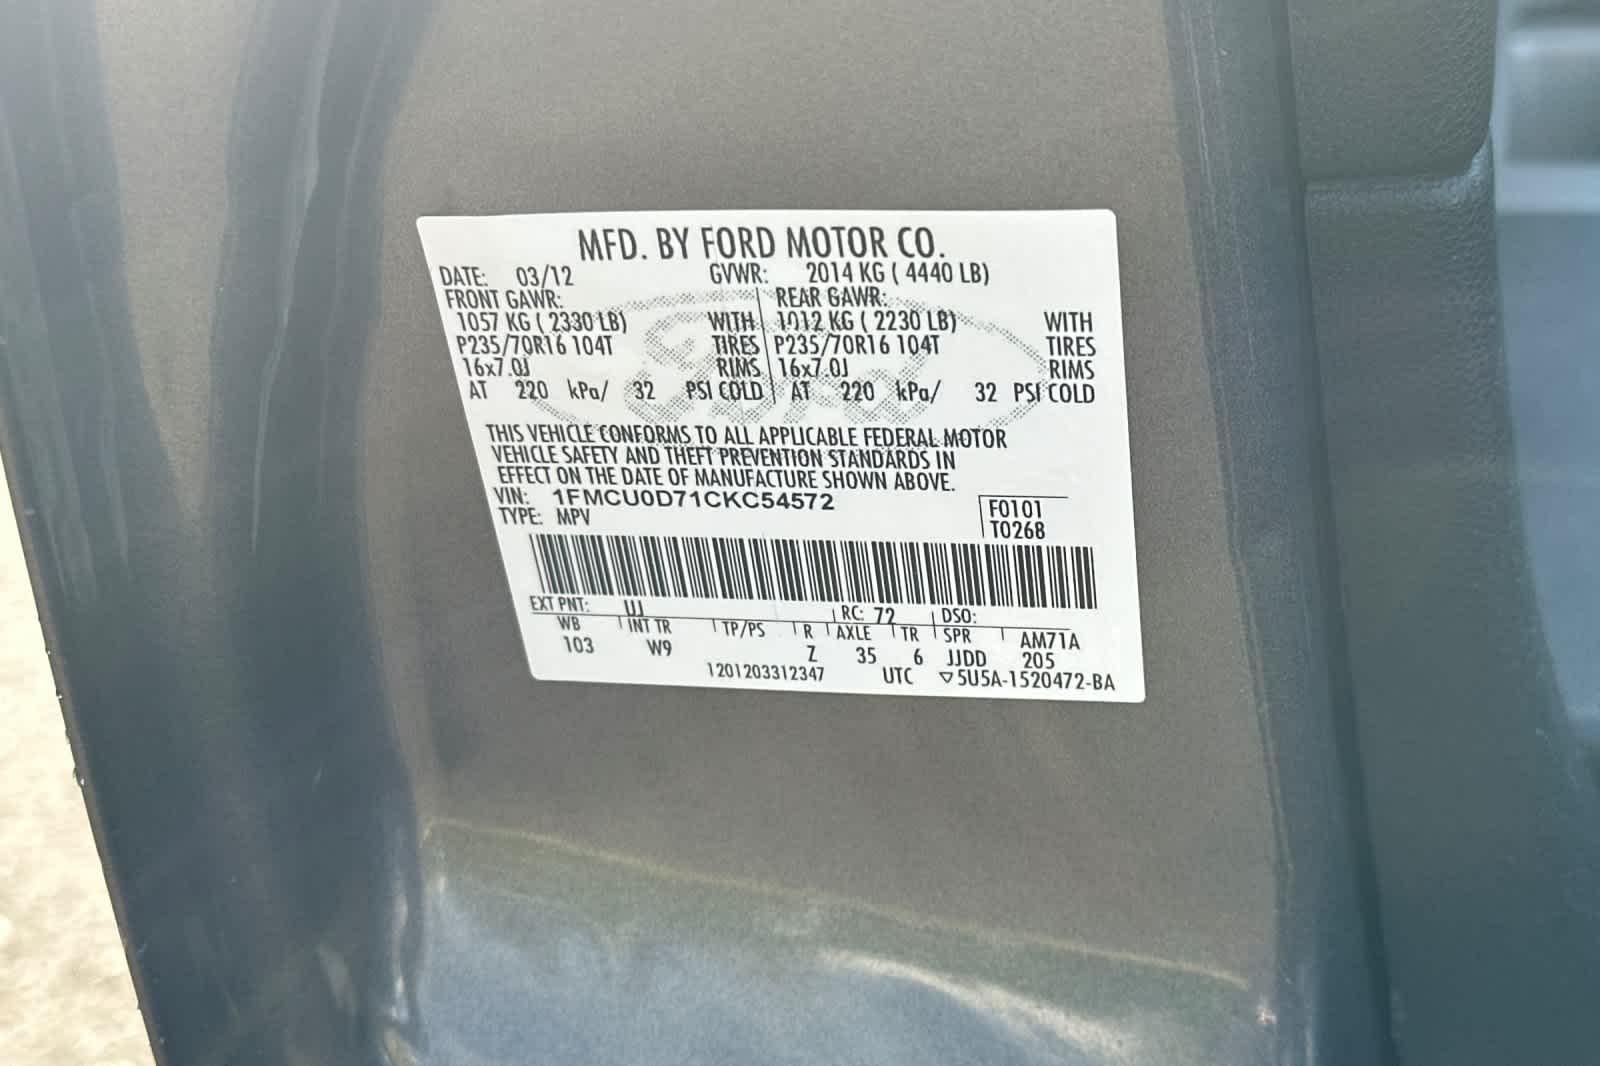 MFD. BY FORD MOTOR CO.
DATE: 03/12 GVWR: 2014 KG ( 4440 LB)
FRONT GAWR: REAR GAWR:
1057 KG ( 2330 LB) WITH 1012 KG ( 2230 LB) WITH
P235/70R16 104T TIRES P235/70R16 104T TIRES
16x7.0J RIMS 16x7.0J RIMS
AT 220 kPa/ 32 PSI COLD AT 220 kPa/ 32 PSI COLD
Ford
THIS VEHICLE CONFORMS TO ALL APPLICABLE FEDERAL MOTOR
VEHICLE SAFETY AND THEFT PREVENTION STANDARDS IN
EFFECT ON THE DATE OF MANUFACTURE SHOWN ABOVE.
VIN: 1FMCU0D71CKC54572
TYPE: MPV
F0101
T0268
EXT PNT: UJ RC: 72 DSO:
WB INT TR TP/PS R AXLE TR SPR AM71A
103 W9 Z 35 6 JJDD 205
1201203312347 UTC ▽5U5A-1520472-BA